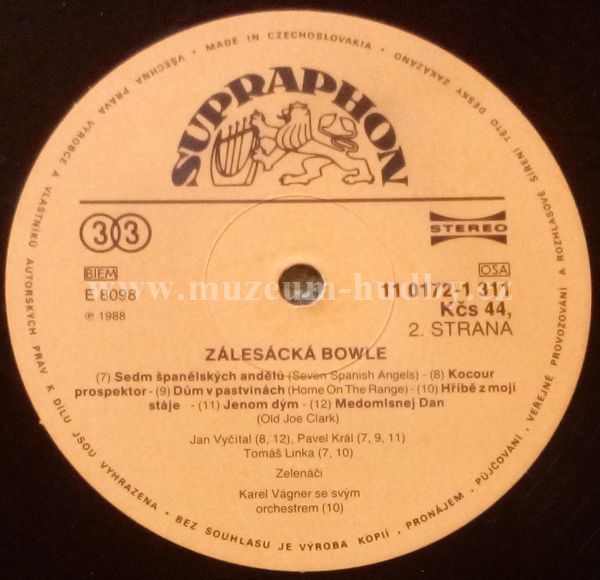 BEZ SOUHLASU JE VÝROBA KOPIÍ, PRONÁJEM, PŮJČOVÁNÍ, VEŘEJNÉ PROVOZOVÁNÍ A ROZHLASOVÉ ŠÍŘENÍ TÉTO DESKY ZAKÁZÁNO • MADE IN CZECHOSLOVAKIA • VŠECHNA PRÁVA VÝROBCE A VLASTNÍKŮ AUTORSKÝCH PRÁV K DÍLU JSOU VYHRAZENA •
SUPRAPHON
33
STEREO
BIEM
OSA
E 8098
11 0172-1 311
℗ 1988
Kčs 44,
2. STRANA
www.muzeum-hudby.cz
ZÁLESÁCKÁ BOWLE
(7) Sedm španělských andělů (Seven Spanish Angels) - (8) Kocour
prospektor - (9) Dům v pastvinách (Home On The Range) - (10) Hříbě z mojí
stáje - (11) Jenom dým - (12) Medomlsnej Dan
(Old Joe Clark)
Jan Vyčítal (8, 12), Pavel Král (7, 9, 11)
Tomáš Linka (7, 10)
Zelenáči
Karel Vágner se svým
orchestrem (10)